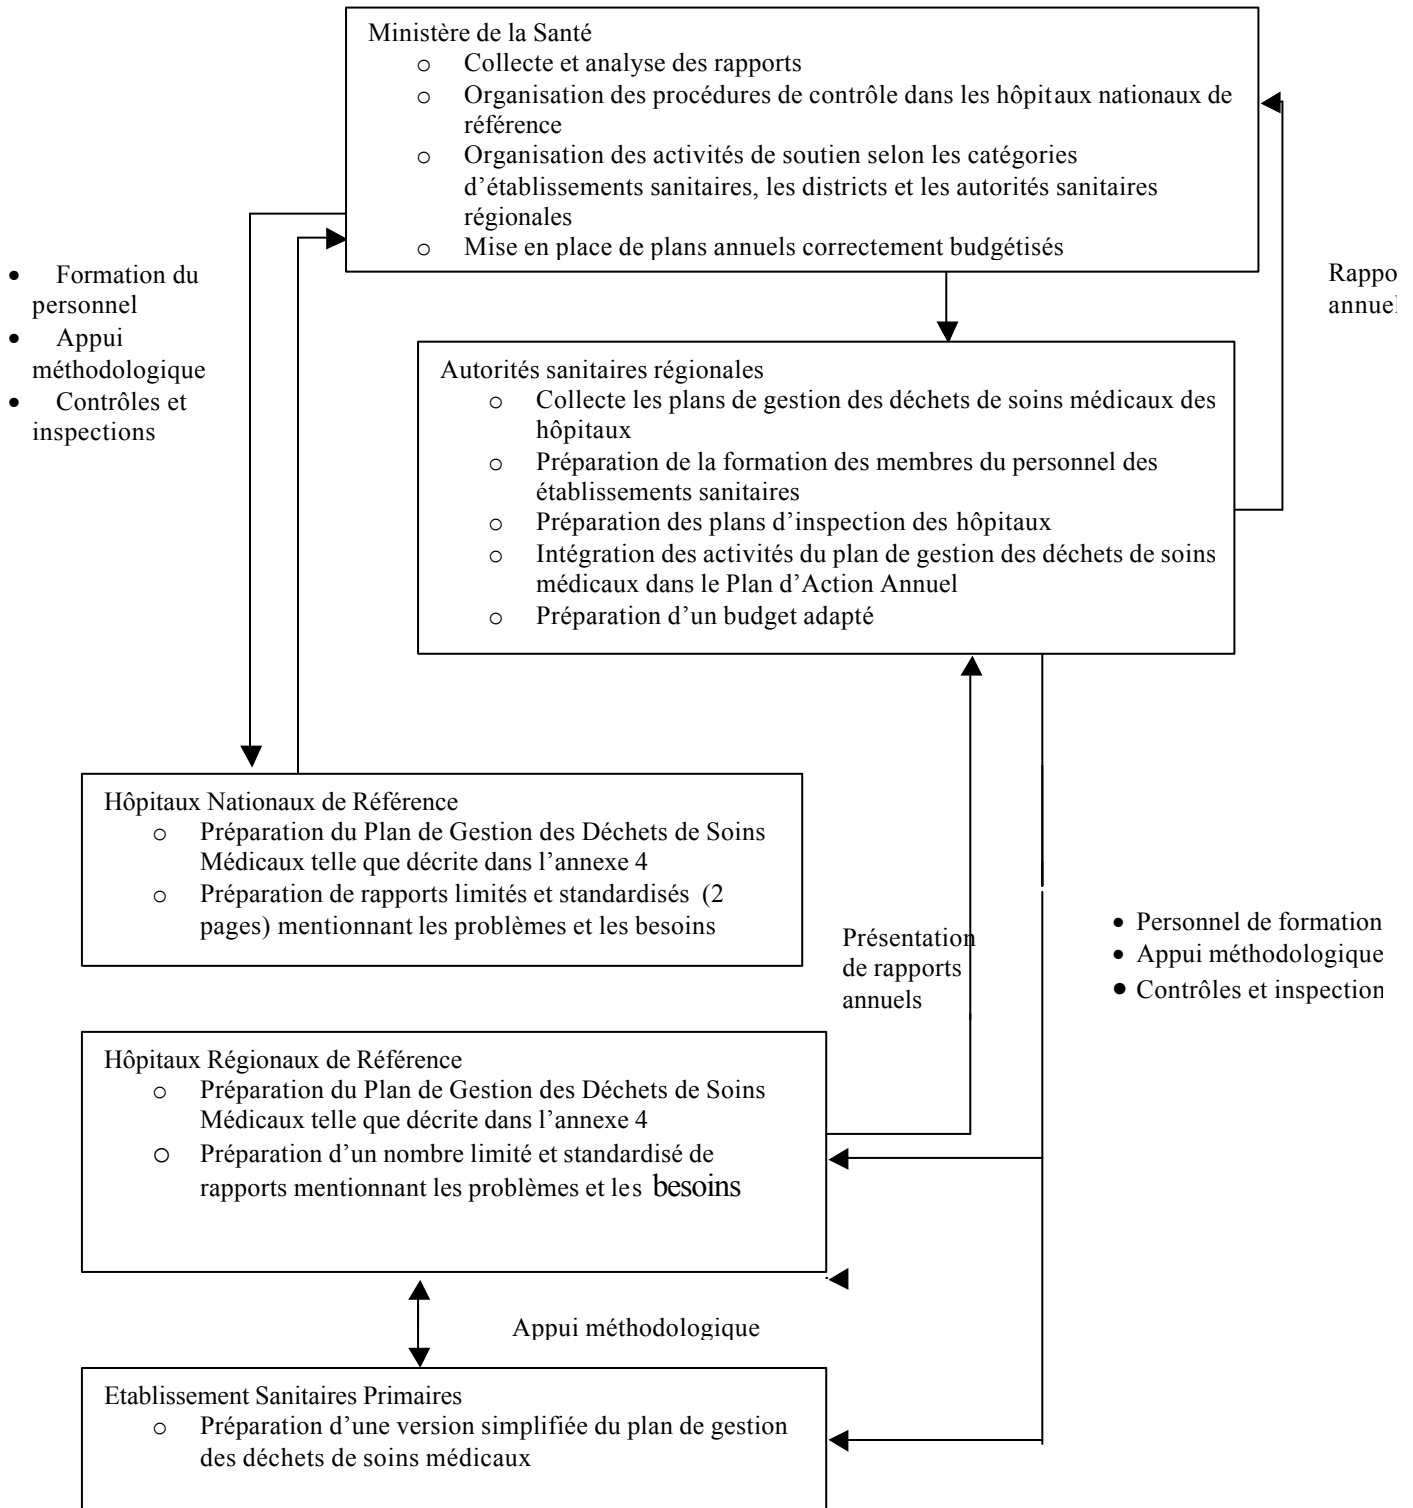 Ministère de la Santé
o Collecte et analyse des rapports
o Organisation des procédures de contrôle dans les hôpitaux nationaux de
référence
o Organisation des activités de soutien selon les catégories
d’établissements sanitaires, les districts et les autorités sanitaires
régionales
o Mise en place de plans annuels correctement budgétisés
• Formation du
personnel
• Appui
méthodologique
• Contrôles et
inspections
Rappo
annuel
Autorités sanitaires régionales
o Collecte les plans de gestion des déchets de soins médicaux des
hôpitaux
o Préparation de la formation des membres du personnel des
établissements sanitaires
o Préparation des plans d’inspection des hôpitaux
o Intégration des activités du plan de gestion des déchets de soins
médicaux dans le Plan d’Action Annuel
o Préparation d’un budget adapté
Hôpitaux Nationaux de Référence
o Préparation du Plan de Gestion des Déchets de Soins
Médicaux telle que décrite dans l’annexe 4
o Préparation de rapports limités et standardisés (2
pages) mentionnant les problèmes et les besoins
Présentation
de rapports
annuels
• Personnel de formation
• Appui méthodologique
• Contrôles et inspection
Hôpitaux Régionaux de Référence
o Préparation du Plan de Gestion des Déchets de Soins
Médicaux telle que décrite dans l’annexe 4
o Préparation d’un nombre limité et standardisé de
rapports mentionnant les problèmes et les besoins
Appui méthodologique
Etablissement Sanitaires Primaires
o Préparation d’une version simplifiée du plan de gestion
des déchets de soins médicaux